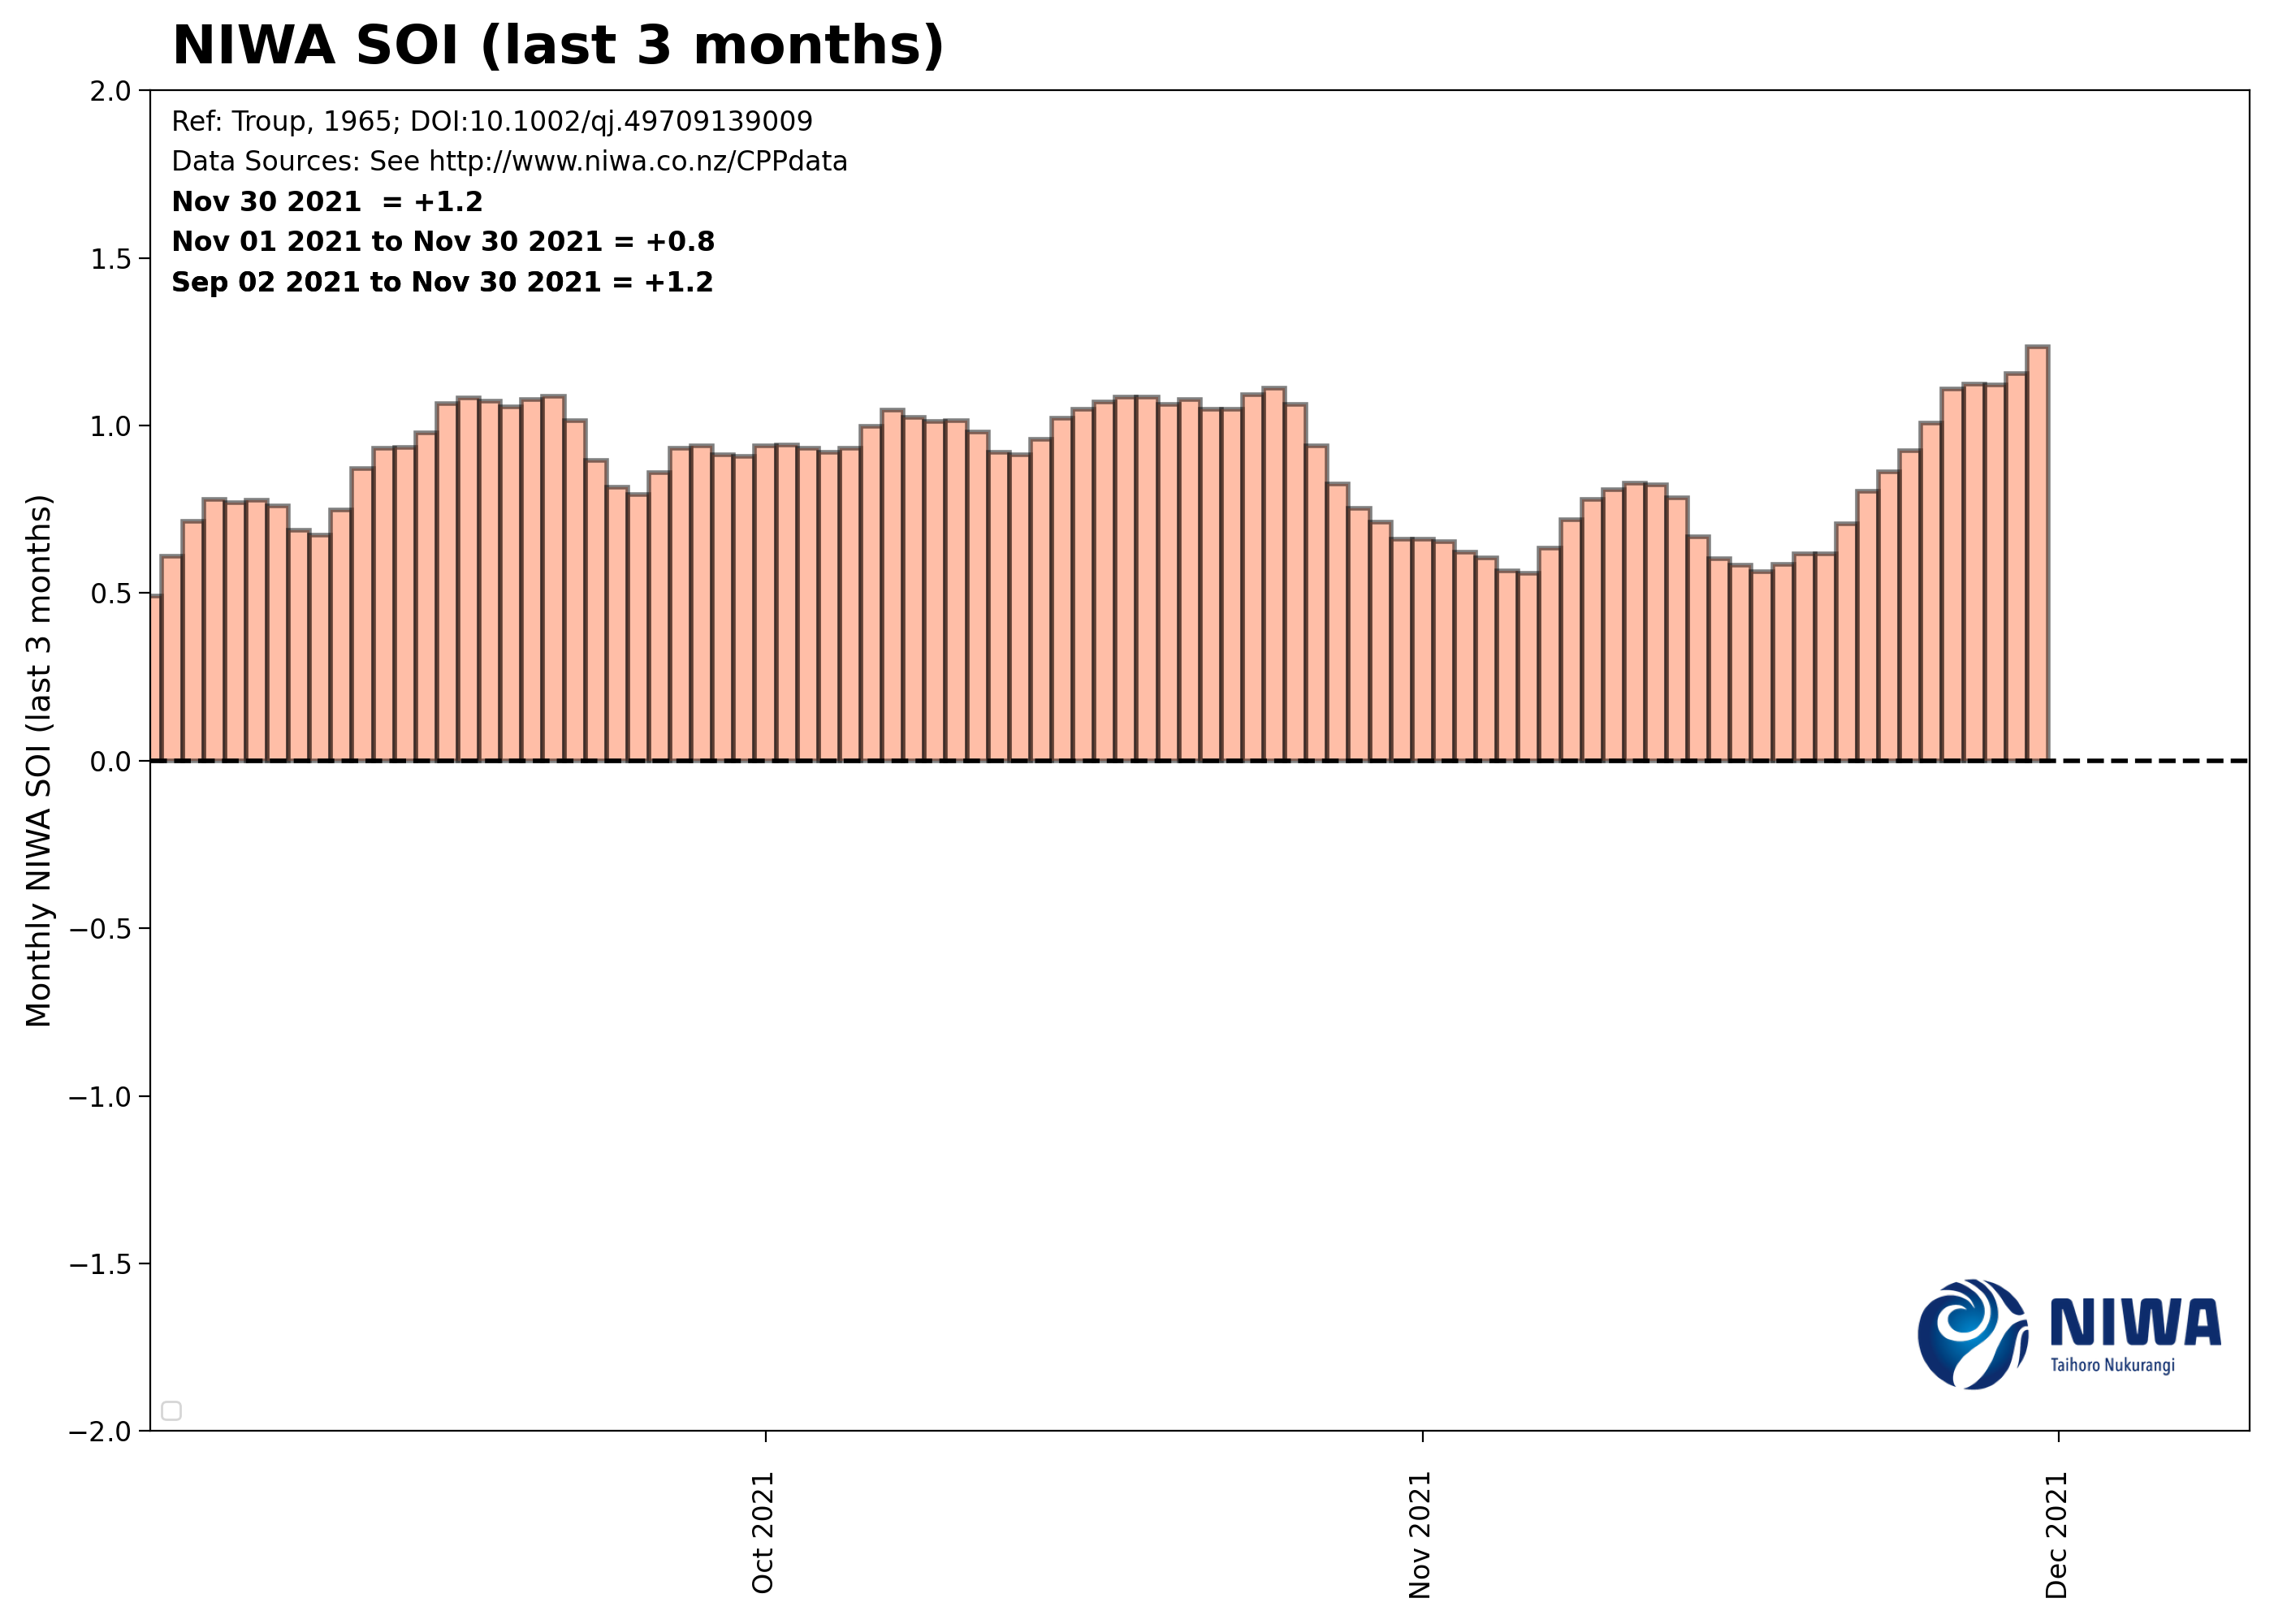 NIWA SOI (last 3 months)
2.0
Ref: Troup, 1965; DOI:10.1002/qj.49709139009
Data Sources: See http://www.niwa.co.nz/CPPdata
Nov 30 2021 = +1.2
Nov 01 2021 to Nov 30 2021 = +0.8
1.5
Sep 02 2021 to Nov 30 2021 = +1.2
1.0
0.5
0.0
−0.5
−1.0
−1.5
−2.0
Monthly NIWA SOI (last 3 months)
NIWA
Taihoro Nukurangi
Oct 2021
Nov 2021
Dec 2021